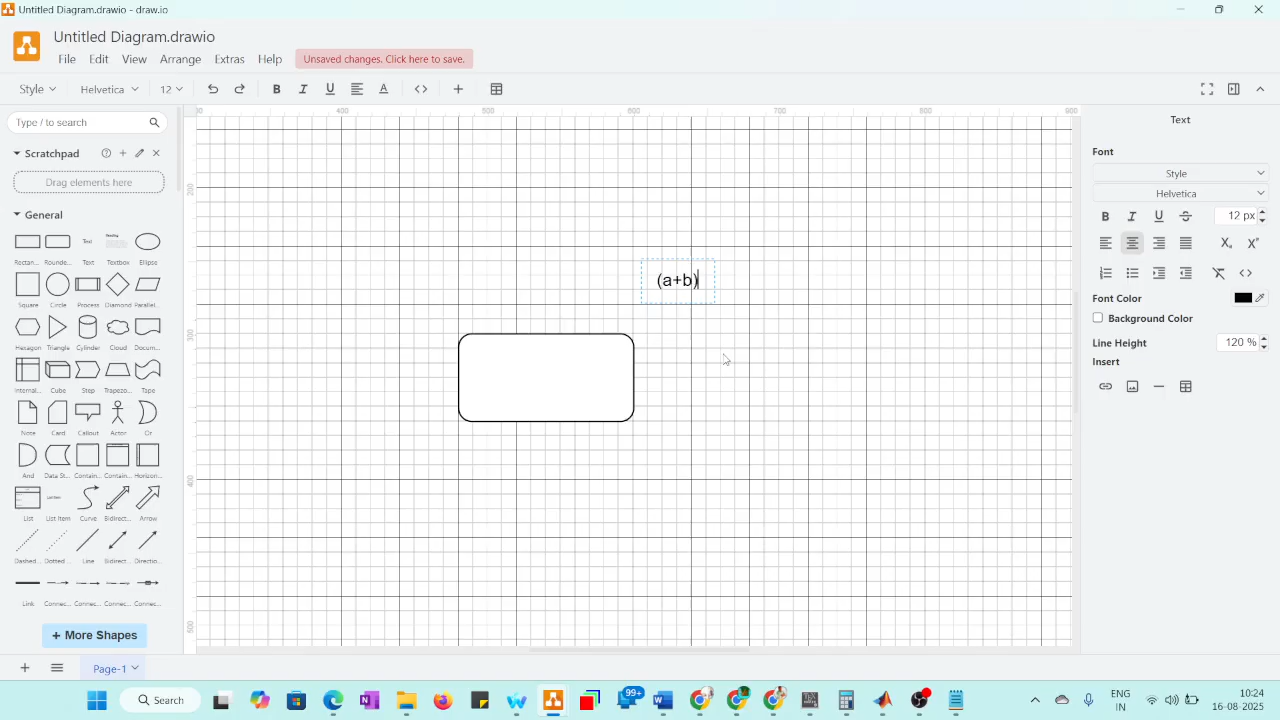 Untitled Diagram.drawio - draw.io
Untitled Diagram.drawio
File Edit View Arrange Extras Help Unsaved changes. Click here to save.
Style Helvetica 12 B I U A
Type / to search
Scratchpad
Drag elements here
General
Rectan... Rounde... Text Textbox Ellipse
Text
Heading
Square Circle Process Diamond Parallel...
Hexagon Triangle Cylinder Cloud Docum...
Internal... Cube Step Trapezo... Tape
Note Card Callout Actor Or
And Data St... Contain... Contain... Horizon...
List List Item Curve Bidirect... Arrow
Dashed... Dotted ... Line Bidirect... Directio...
Link Connec... Connec... Connec... Connec...
+ More Shapes
400 500 600 700 800 900
200
300
400
500
(a+b)
Text
Font
Style
Helvetica
B I U S 12 px
Font Color
Background Color
Line Height 120 %
Insert
Page-1
Search
99+
ENG
IN
10:24
16-08-2025